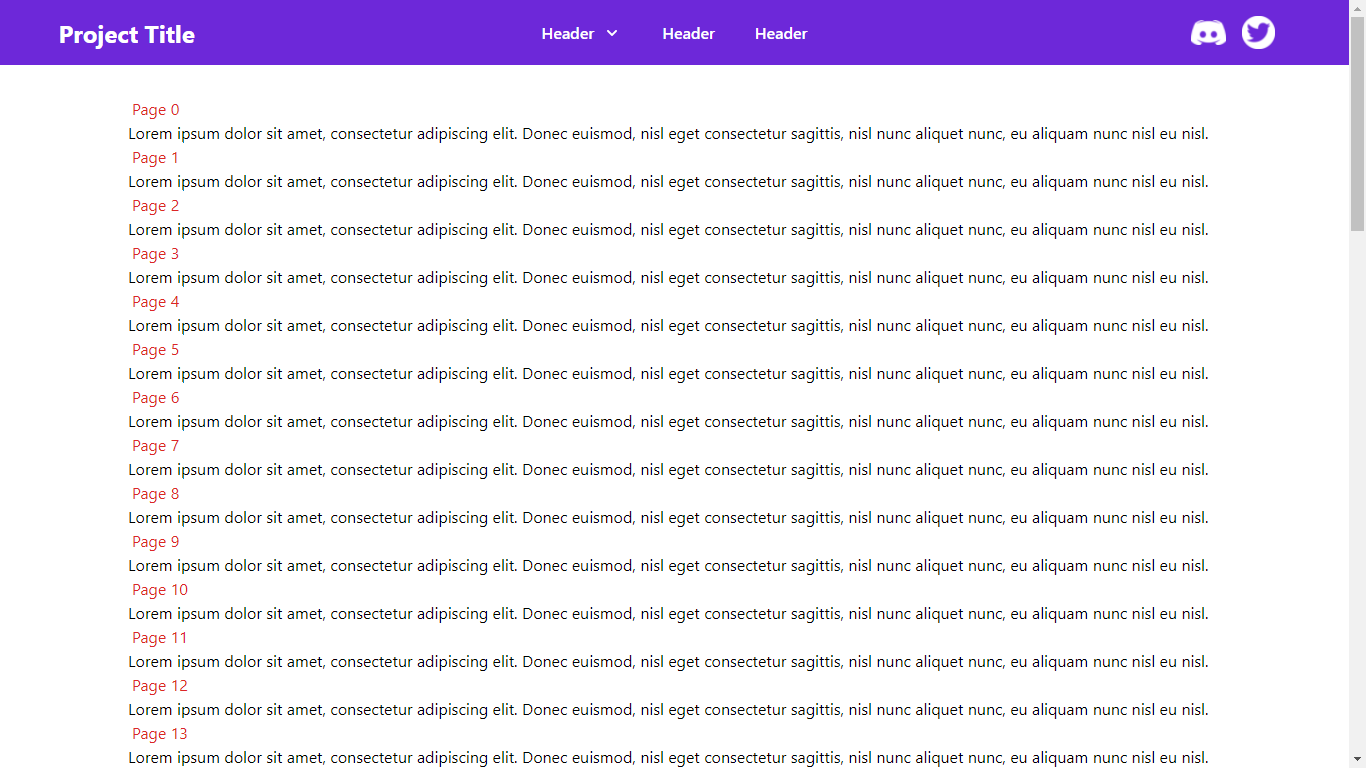 Project Title
Header
Header
Header
Page 0
Lorem ipsum dolor sit amet, consectetur adipiscing elit. Donec euismod, nisl eget consectetur sagittis, nisl nunc aliquet nunc, eu aliquam nunc nisl eu nisl.
Page 1
Lorem ipsum dolor sit amet, consectetur adipiscing elit. Donec euismod, nisl eget consectetur sagittis, nisl nunc aliquet nunc, eu aliquam nunc nisl eu nisl.
Page 2
Lorem ipsum dolor sit amet, consectetur adipiscing elit. Donec euismod, nisl eget consectetur sagittis, nisl nunc aliquet nunc, eu aliquam nunc nisl eu nisl.
Page 3
Lorem ipsum dolor sit amet, consectetur adipiscing elit. Donec euismod, nisl eget consectetur sagittis, nisl nunc aliquet nunc, eu aliquam nunc nisl eu nisl.
Page 4
Lorem ipsum dolor sit amet, consectetur adipiscing elit. Donec euismod, nisl eget consectetur sagittis, nisl nunc aliquet nunc, eu aliquam nunc nisl eu nisl.
Page 5
Lorem ipsum dolor sit amet, consectetur adipiscing elit. Donec euismod, nisl eget consectetur sagittis, nisl nunc aliquet nunc, eu aliquam nunc nisl eu nisl.
Page 6
Lorem ipsum dolor sit amet, consectetur adipiscing elit. Donec euismod, nisl eget consectetur sagittis, nisl nunc aliquet nunc, eu aliquam nunc nisl eu nisl.
Page 7
Lorem ipsum dolor sit amet, consectetur adipiscing elit. Donec euismod, nisl eget consectetur sagittis, nisl nunc aliquet nunc, eu aliquam nunc nisl eu nisl.
Page 8
Lorem ipsum dolor sit amet, consectetur adipiscing elit. Donec euismod, nisl eget consectetur sagittis, nisl nunc aliquet nunc, eu aliquam nunc nisl eu nisl.
Page 9
Lorem ipsum dolor sit amet, consectetur adipiscing elit. Donec euismod, nisl eget consectetur sagittis, nisl nunc aliquet nunc, eu aliquam nunc nisl eu nisl.
Page 10
Lorem ipsum dolor sit amet, consectetur adipiscing elit. Donec euismod, nisl eget consectetur sagittis, nisl nunc aliquet nunc, eu aliquam nunc nisl eu nisl.
Page 11
Lorem ipsum dolor sit amet, consectetur adipiscing elit. Donec euismod, nisl eget consectetur sagittis, nisl nunc aliquet nunc, eu aliquam nunc nisl eu nisl.
Page 12
Lorem ipsum dolor sit amet, consectetur adipiscing elit. Donec euismod, nisl eget consectetur sagittis, nisl nunc aliquet nunc, eu aliquam nunc nisl eu nisl.
Page 13
Lorem ipsum dolor sit amet, consectetur adipiscing elit. Donec euismod, nisl eget consectetur sagittis, nisl nunc aliquet nunc, eu aliquam nunc nisl eu nisl.